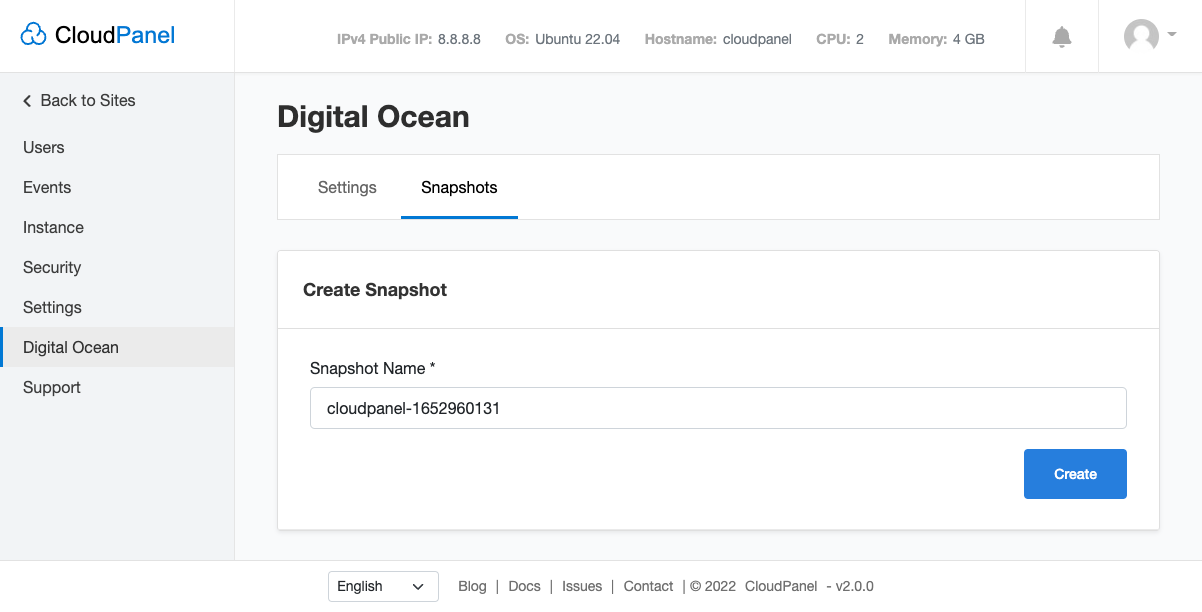 CloudPanel
IPv4 Public IP: 8.8.8.8 OS: Ubuntu 22.04 Hostname: cloudpanel CPU: 2 Memory: 4 GB
Back to Sites
Users
Events
Instance
Security
Settings
Digital Ocean
Support
Digital Ocean
Settings Snapshots
Create Snapshot
Snapshot Name *
cloudpanel-1652960131
Create
English Blog | Docs | Issues | Contact | © 2022 CloudPanel - v2.0.0